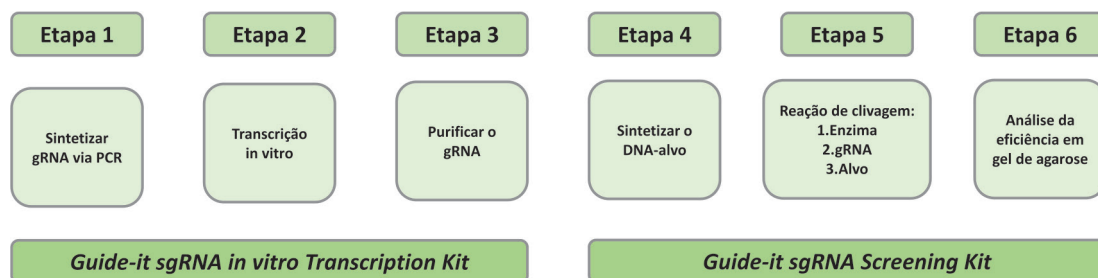 Etapa 1
Etapa 2
Etapa 3
Etapa 4
Etapa 5
Etapa 6
Sintetizar
gRNA via PCR
Transcrição
in vitro
Purificar o
gRNA
Sintetizar o
DNA-alvo
Reação de clivagem:
1.Enzima
2.gRNA
3.Alvo
Análise da
eficiência em
gel de agarose
Guide-it sgRNA in vitro Transcription Kit
Guide-it sgRNA Screening Kit